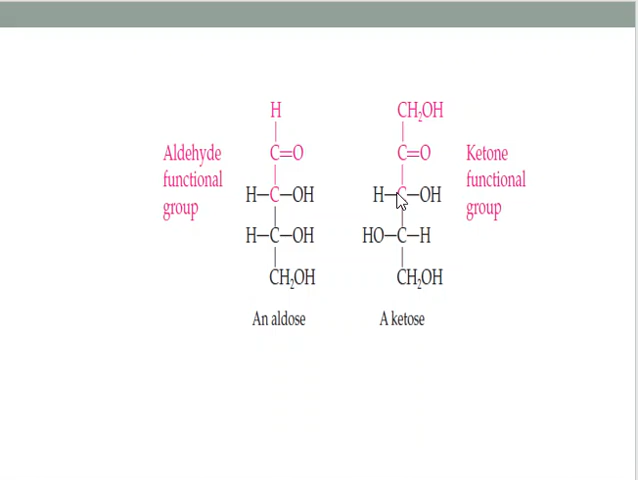 H CH2OH
Aldehyde C=O C=O Ketone
functional functional
H—C—OH H—C—OH
group group
H—C—OH HO—C—H
CH2OH CH2OH
An aldose A ketose